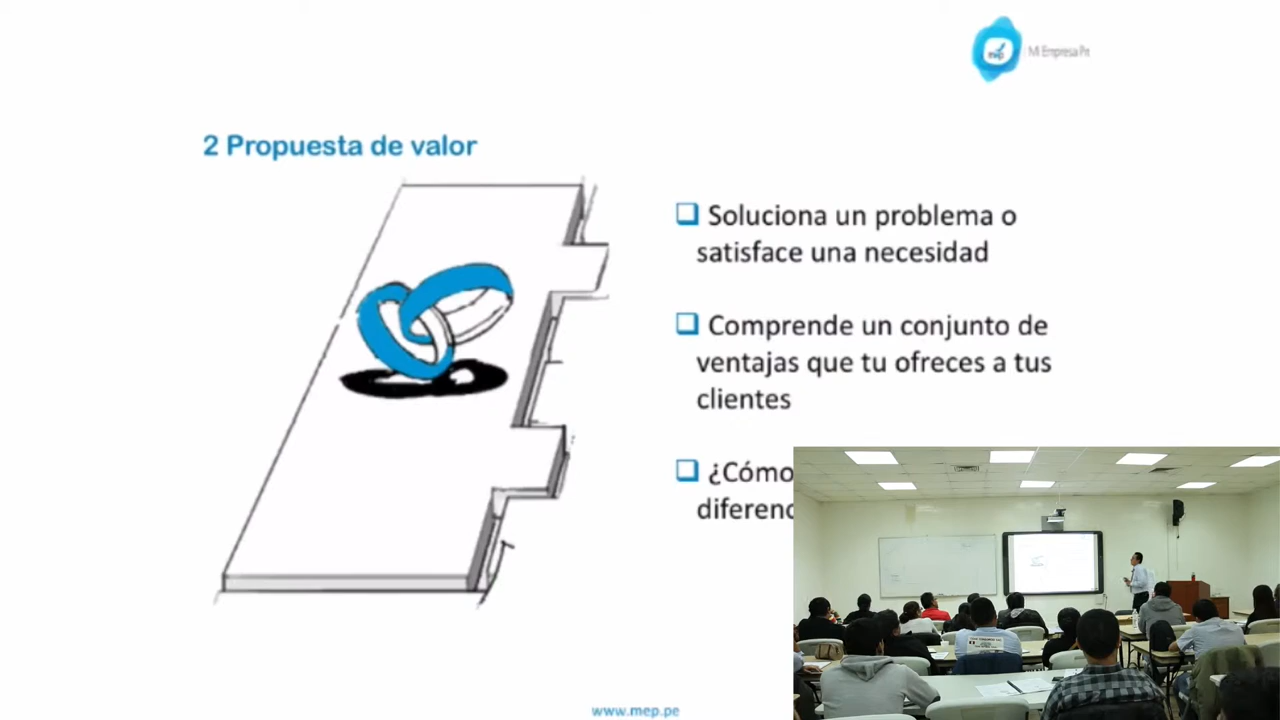 mep
Mi Empresa Pe
2 Propuesta de valor
❑ Soluciona un problema o
satisface una necesidad
❑ Comprende un conjunto de
ventajas que tu ofreces a tus
clientes
❑ ¿Cómo
diferenc
www.mep.pe